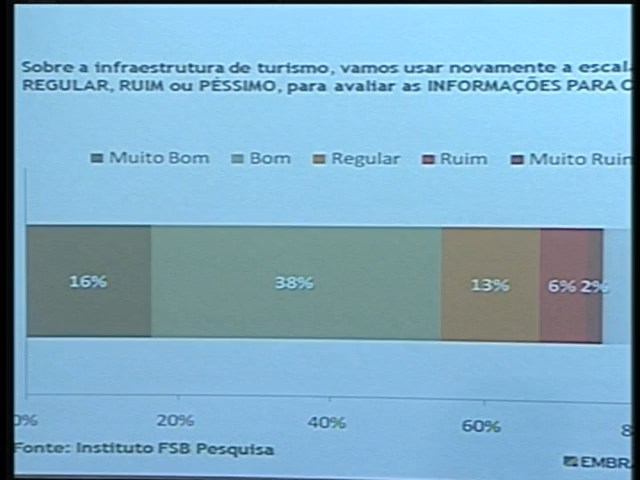 Sobre a infraestrutura de turismo, vamos usar novamente a escal
REGULAR, RUIM ou PÉSSIMO, para avaliar as INFORMAÇÕES PARA O
Muito Bom Bom Regular Ruim Muito Ruin
16% 38% 13% 6% 2%
0% 20% 40% 60% 8
Fonte: Instituto FSB Pesquisa
EMBRA